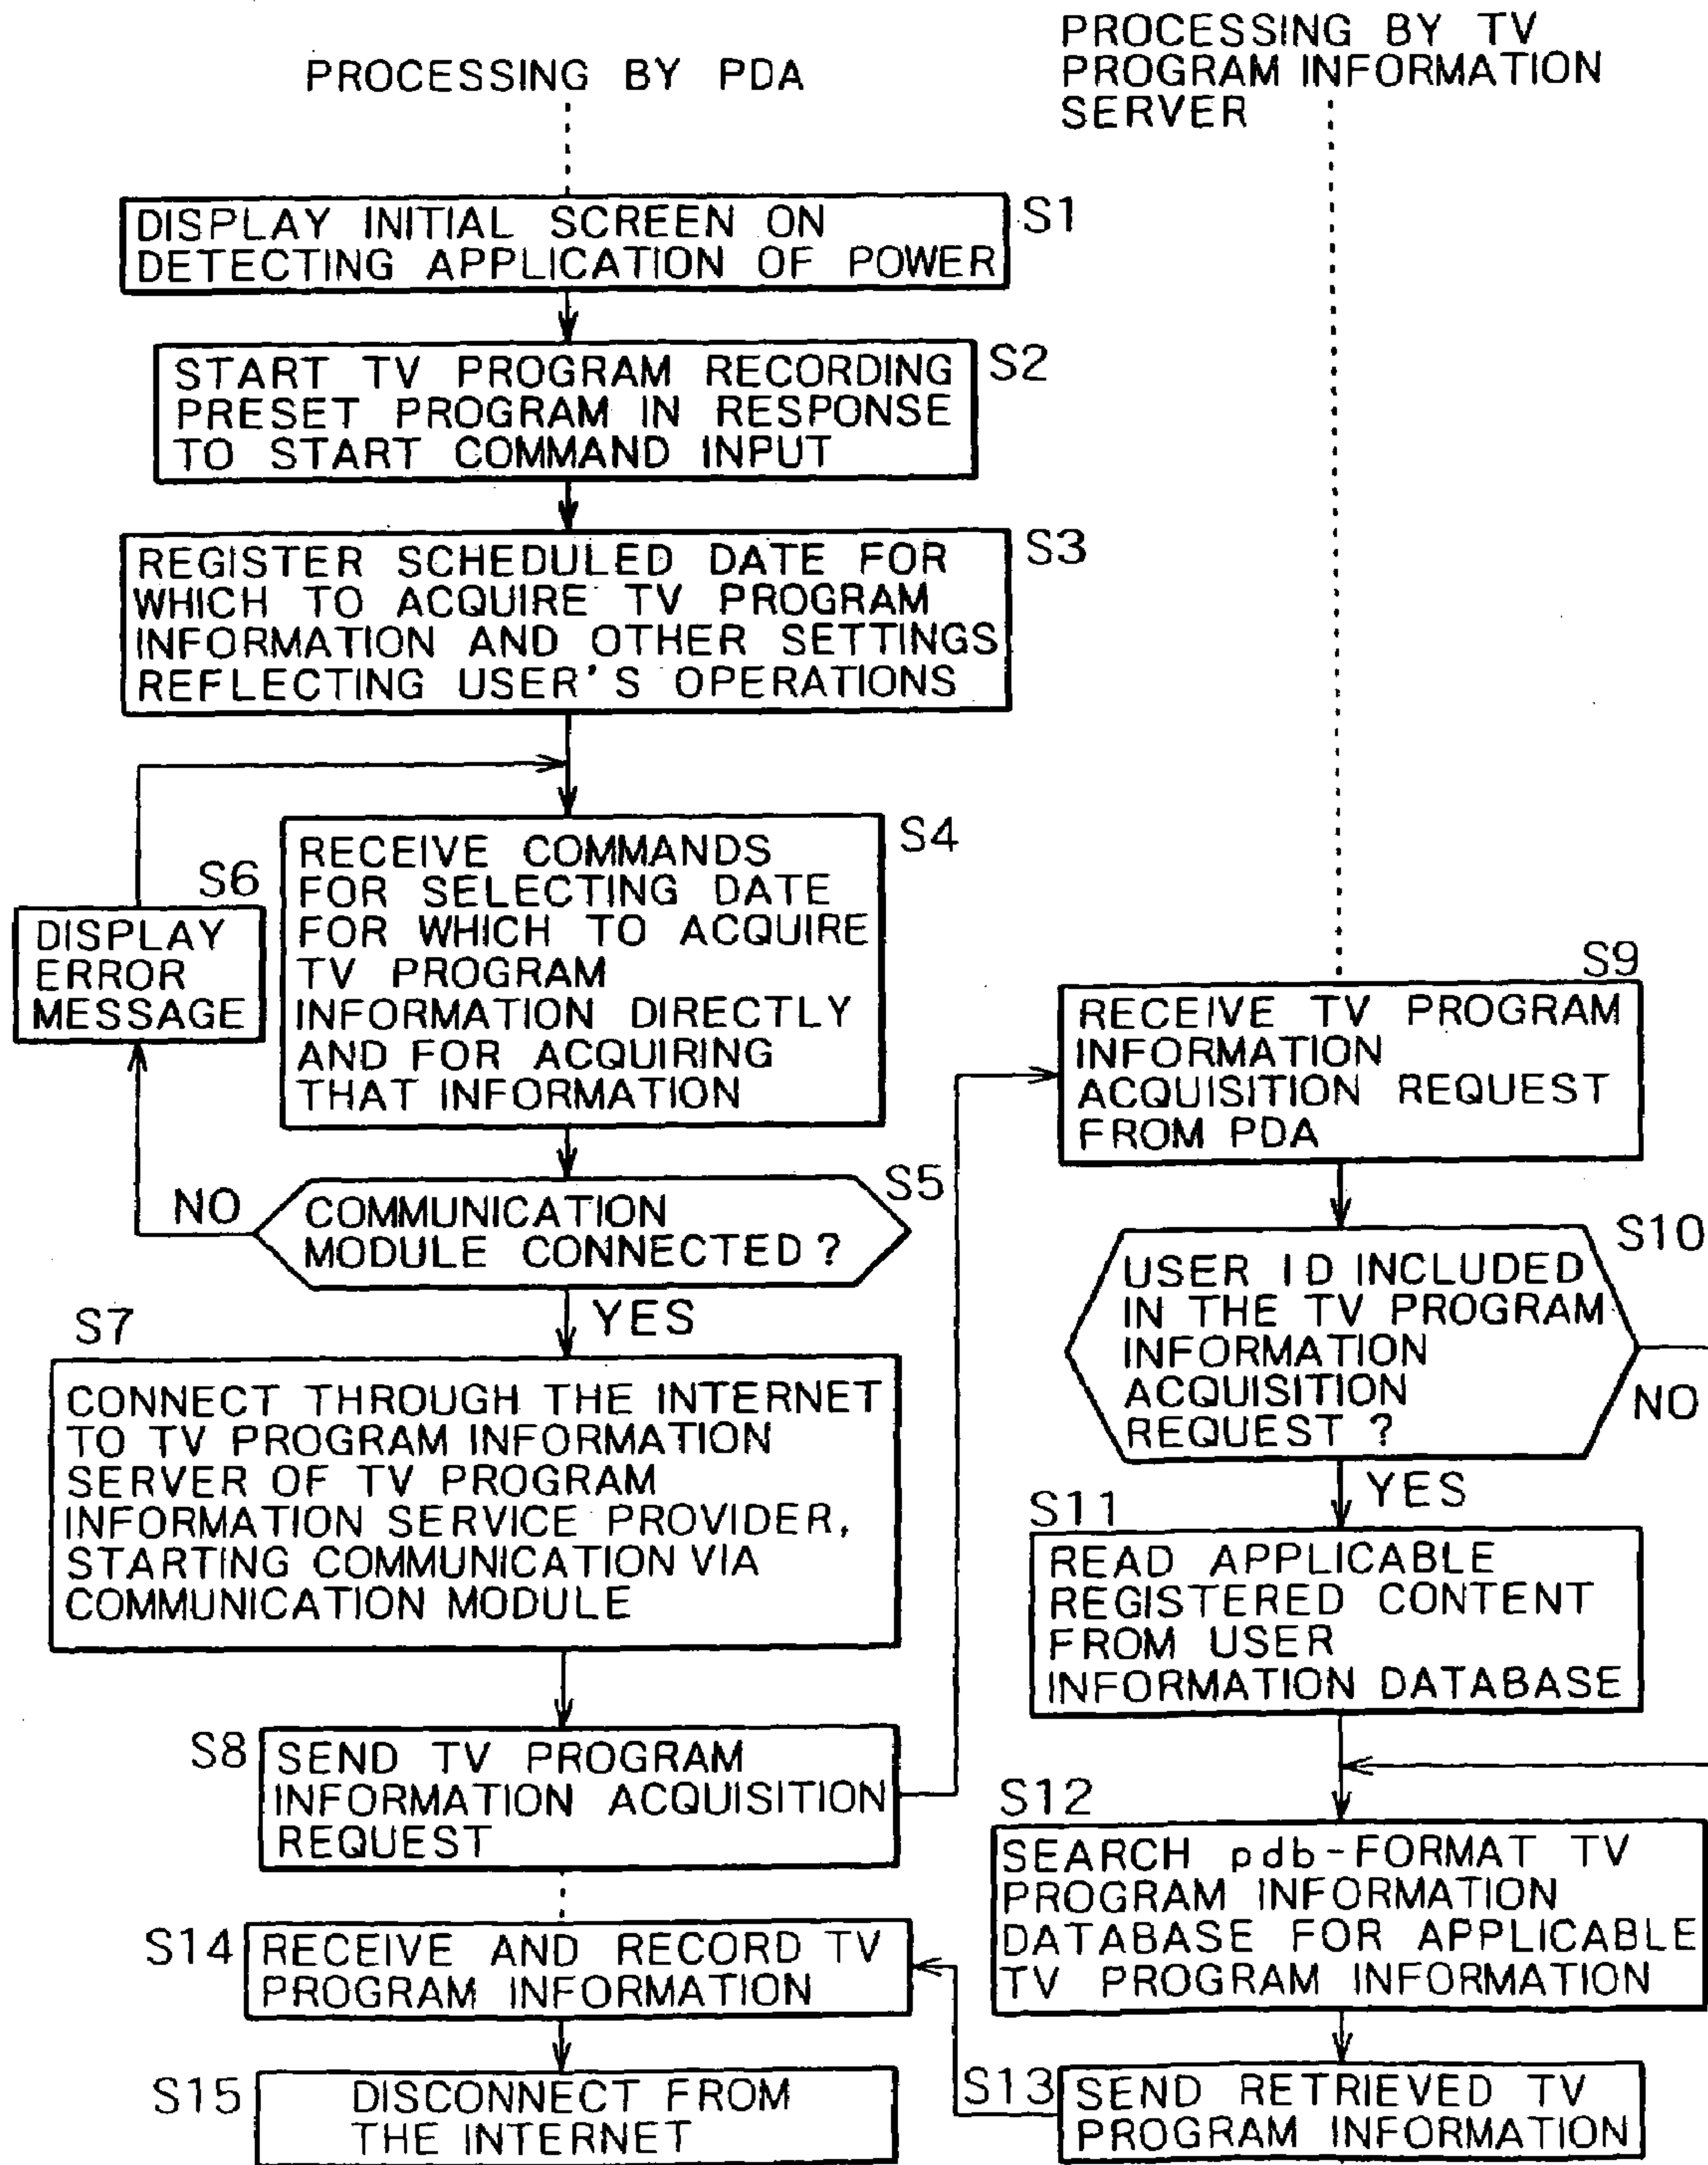 PROCESSING BY PDA
S1
DISPLAY INITIAL SCREEN ON
DETECTING APPLICATION OF POWER
S2
START TV PROGRAM RECORDING
PRESET PROGRAM IN RESPONSE
TO START COMMAND INPUT
S3
REGISTER SCHEDULED DATE FOR
WHICH TO ACQUIRE TV PROGRAM
INFORMATION AND OTHER SETTINGS
REFLECTING USER'S OPERATIONS
S4
RECEIVE COMMANDS
FOR SELECTING DATE
FOR WHICH TO ACQUIRE
TV PROGRAM
INFORMATION DIRECTLY
AND FOR ACQUIRING
THAT INFORMATION
S6
DISPLAY
ERROR
MESSAGE
S5
NO
COMMUNICATION
MODULE CONNECTED?
YES
S7
CONNECT THROUGH THE INTERNET
TO TV PROGRAM INFORMATION
SERVER OF TV PROGRAM
INFORMATION SERVICE PROVIDER,
STARTING COMMUNICATION VIA
COMMUNICATION MODULE
S8
SEND TV PROGRAM
INFORMATION ACQUISITION
REQUEST
PROCESSING BY TV
PROGRAM INFORMATION
SERVER
S9
RECEIVE TV PROGRAM
INFORMATION
ACQUISITION REQUEST
FROM PDA
S10
USER ID INCLUDED
IN THE TV PROGRAM
INFORMATION
ACQUISITION
REQUEST ?
NO
YES
S11
READ APPLICABLE
REGISTERED CONTENT
FROM USER
INFORMATION DATABASE
S12
SEARCH pdb-FORMAT TV
PROGRAM INFORMATION
DATABASE FOR APPLICABLE
TV PROGRAM INFORMATION
S13
SEND RETRIEVED TV
PROGRAM INFORMATION
S14
RECEIVE AND RECORD TV
PROGRAM INFORMATION
S15
DISCONNECT FROM
THE INTERNET